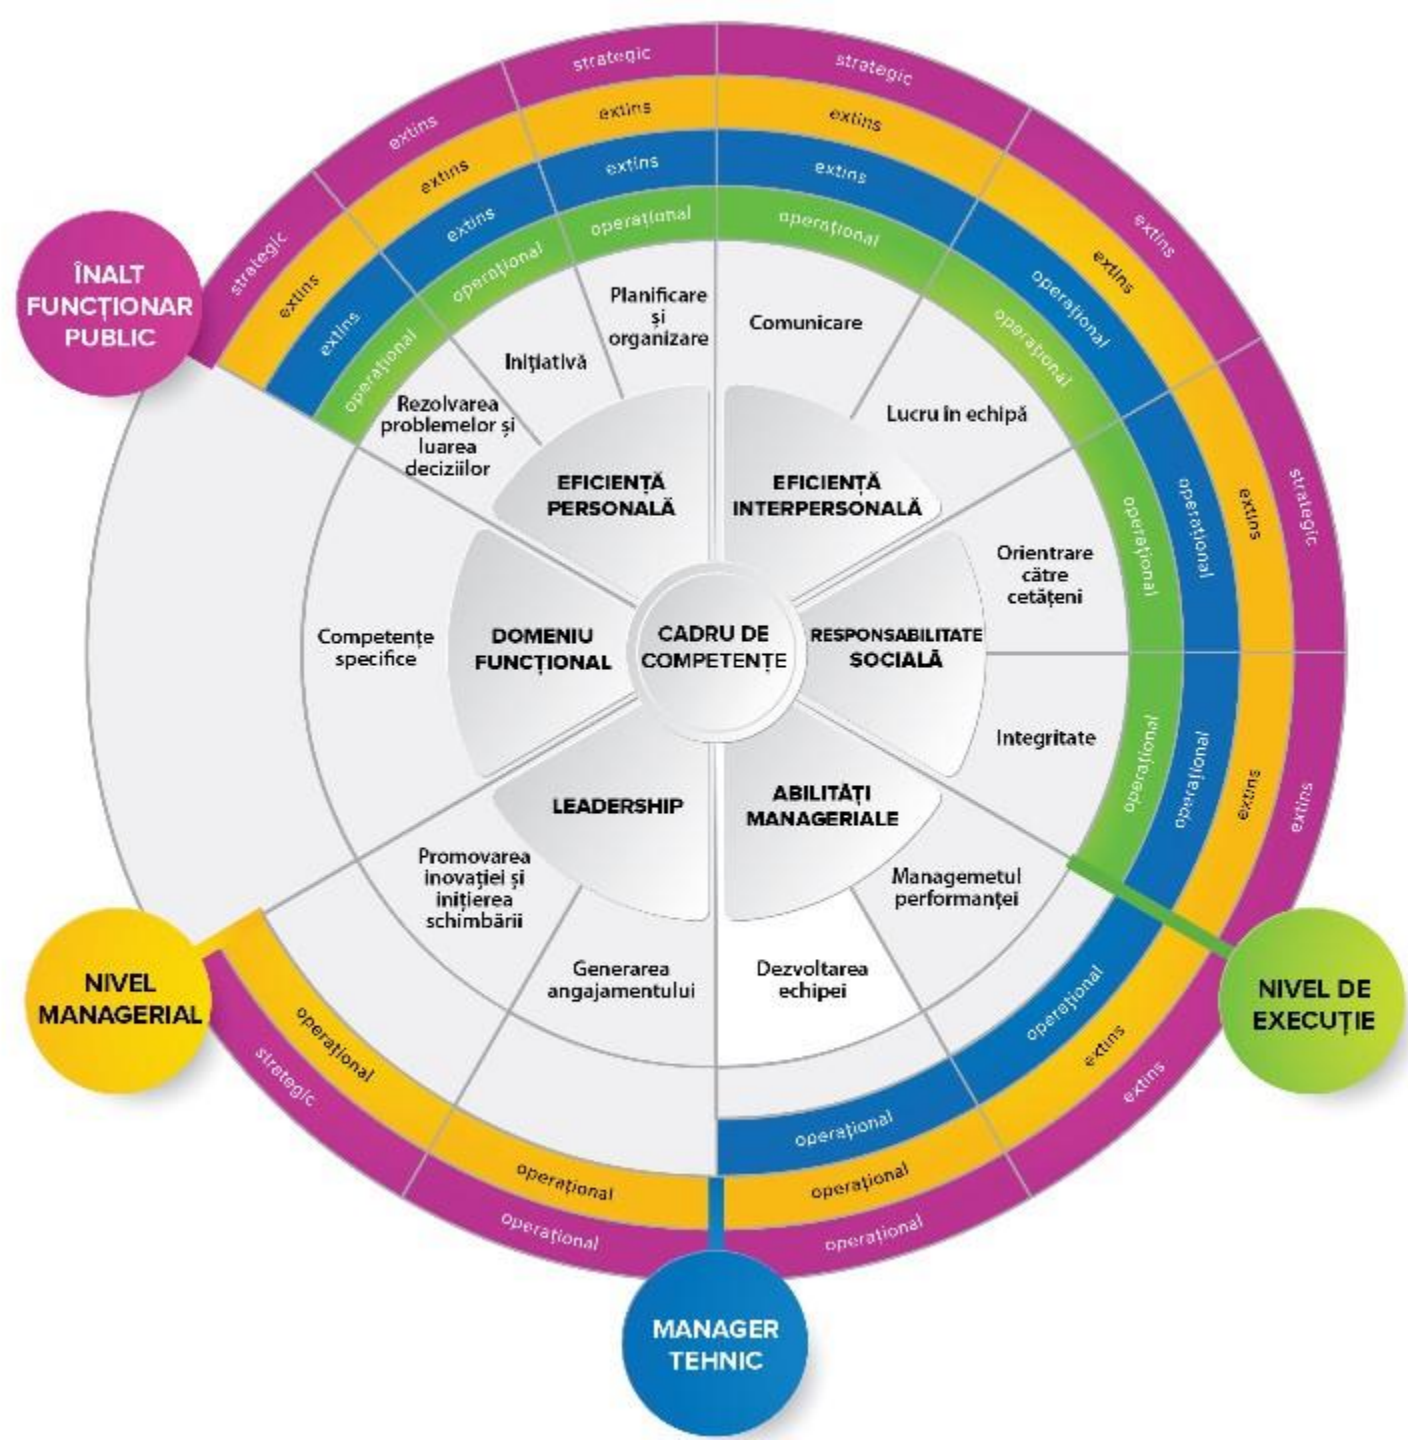 strategic
extins
extins
operațional
Planificare
și
organizare
strategic
extins
extins
operațional
Comunicare
extins
extins
operațional
operațional
Lucru în echipă
strategic
extins
operațional
operațional
Orientrare
către
cetățeni
extins
extins
operațional
operațional
Integritate
extins
extins
operațional
Managemetul
performanței
operațional
operațional
operațional
Dezvoltarea
echipei
operațional
operațional
Generarea
angajamentului
strategic
operațional
Promovarea
inovației și
inițierea
schimbării
Competențe
specifice
strategic
extins
extins
operațional
Rezolvarea
problemelor și
luarea
deciziilor
extins
extins
extins
operațional
Inițiativă
EFICIENȚĂ
PERSONALĂ
EFICIENȚĂ
INTERPERSONALĂ
RESPONSABILITATE
SOCIALĂ
ABILITĂȚI
MANAGERIALE
LEADERSHIP
DOMENIU
FUNCȚIONAL
CADRU DE
COMPETENȚE
ÎNALT
FUNCȚIONAR
PUBLIC
NIVEL
MANAGERIAL
MANAGER
TEHNIC
NIVEL DE
EXECUȚIE